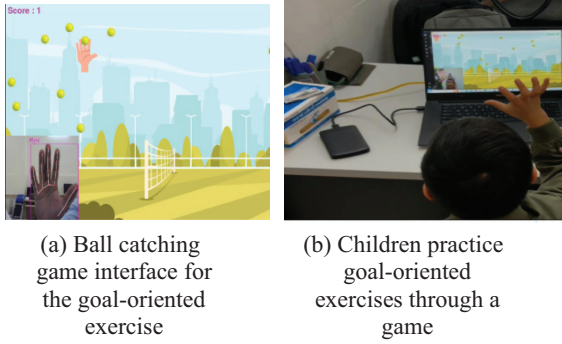 Score : 1
(a) Ball catching
game interface for
the goal-oriented
exercise
(b) Children practice
goal-oriented
exercises through a
game